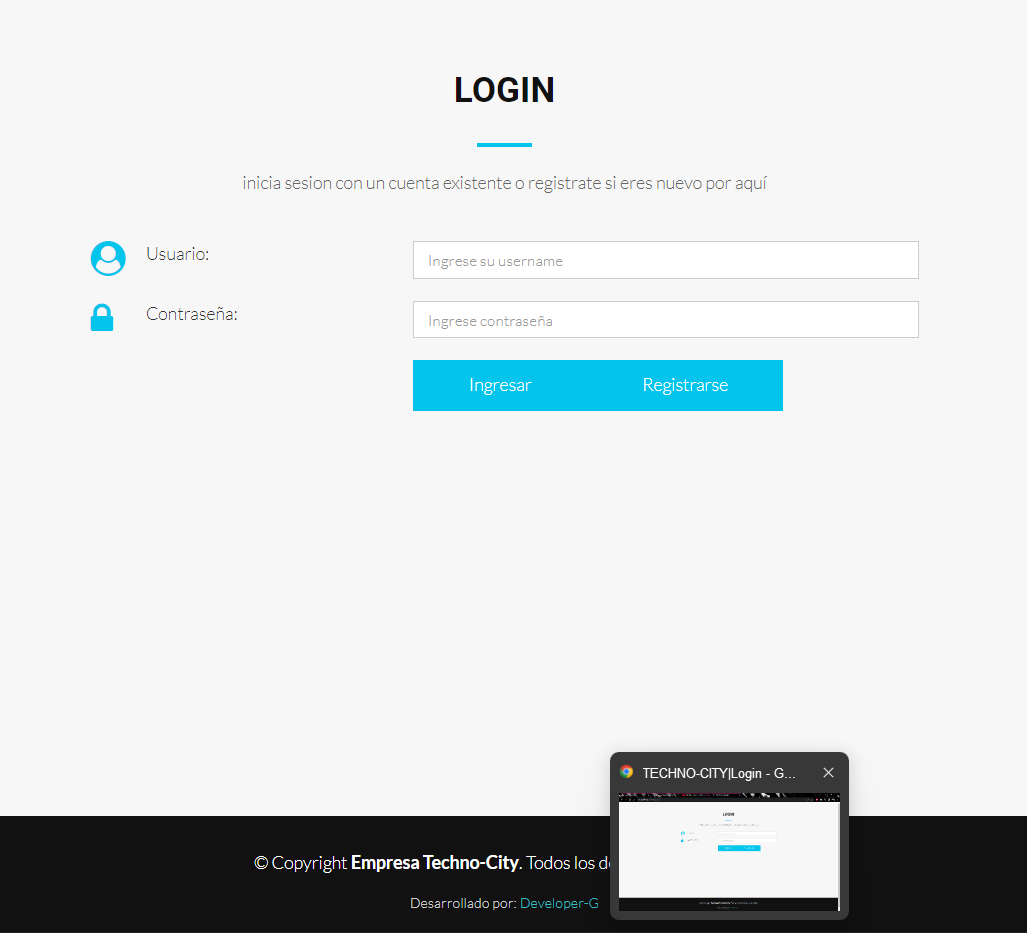 LOGIN
inicia sesion con un cuenta existente o registrate si eres nuevo por aquí
Usuario:
Ingrese su username
Contraseña:
Ingrese contraseña
Ingresar Registrarse
TECHNO-CITY|Login - G...
© Copyright Empresa Techno-City. Todos los
Desarrollado por: Developer-G